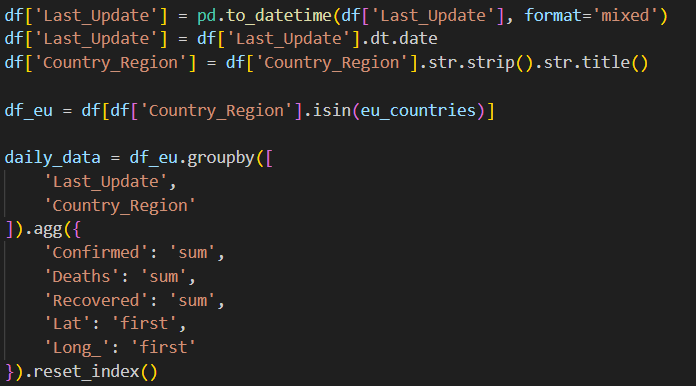 df['Last_Update'] = pd.to_datetime(df['Last_Update'], format='mixed')
df['Last_Update'] = df['Last_Update'].dt.date
df['Country_Region'] = df['Country_Region'].str.strip().str.title()

df_eu = df[df['Country_Region'].isin(eu_countries)]

daily_data = df_eu.groupby([
    'Last_Update',
    'Country_Region'
]).agg({
    'Confirmed': 'sum',
    'Deaths': 'sum',
    'Recovered': 'sum',
    'Lat': 'first',
    'Long_': 'first'
}).reset_index()